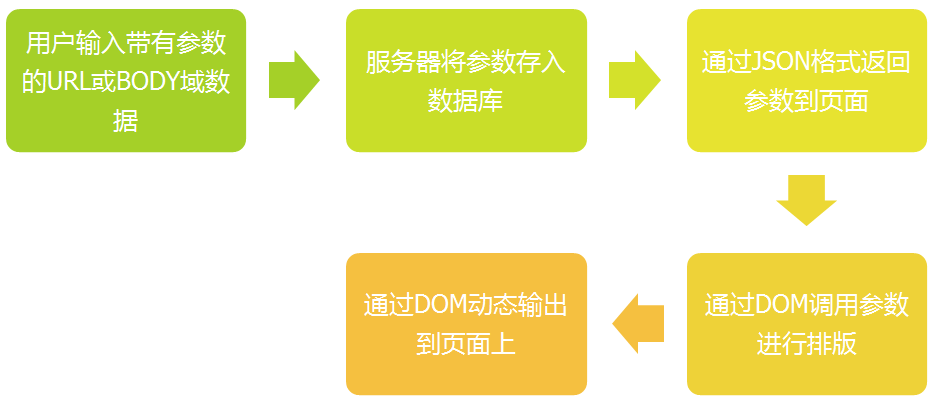 用户输入带有参数
的URL或BODY域数
据
服务器将参数存入
数据库
通过JSON格式返回
参数到页面
通过DOM调用参数
进行排版
通过DOM动态输出
到页面上